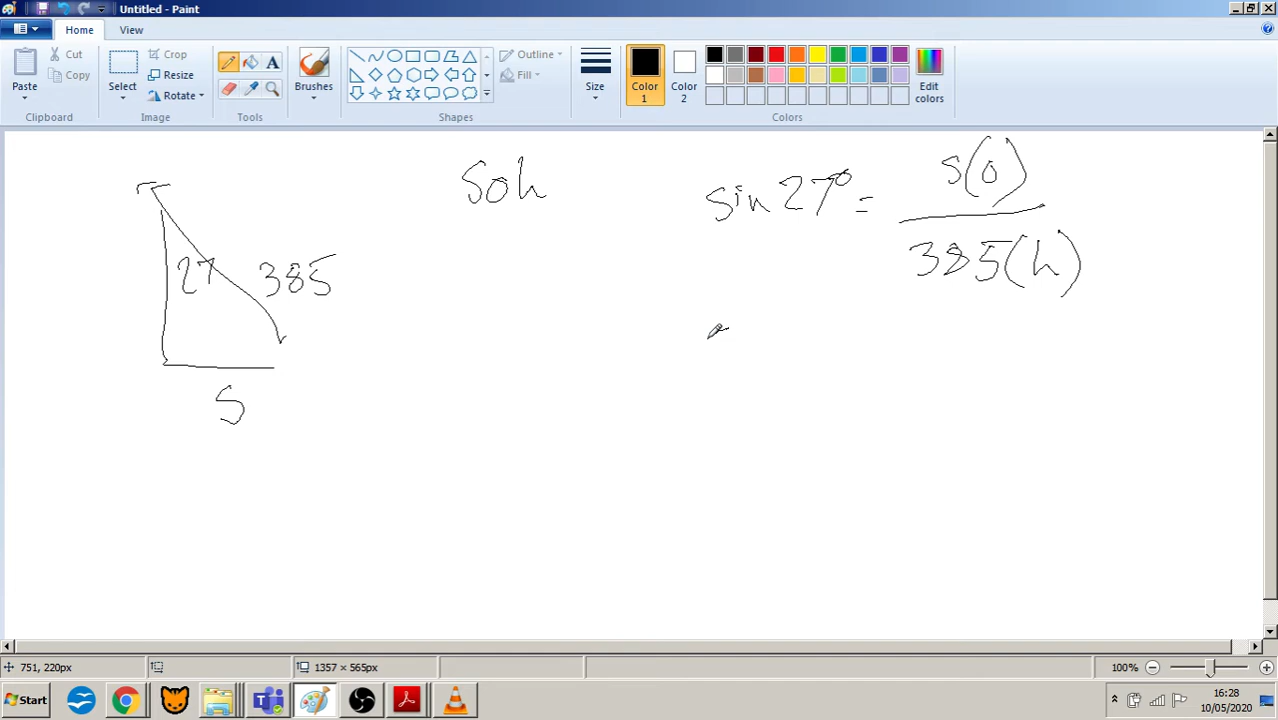 Untitled - Paint
Home
View
Paste
Cut
Copy
Clipboard
Select
Crop
Resize
Rotate
Image
Tools
Brushes
Shapes
Outline
Fill
Size
Color 1
Color 2
Edit colors
Colors
soh
sin 27° =
s(o)
385(h)
27
385
S
751, 220px
1357 × 565px
100%
Start
16:28
10/05/2020